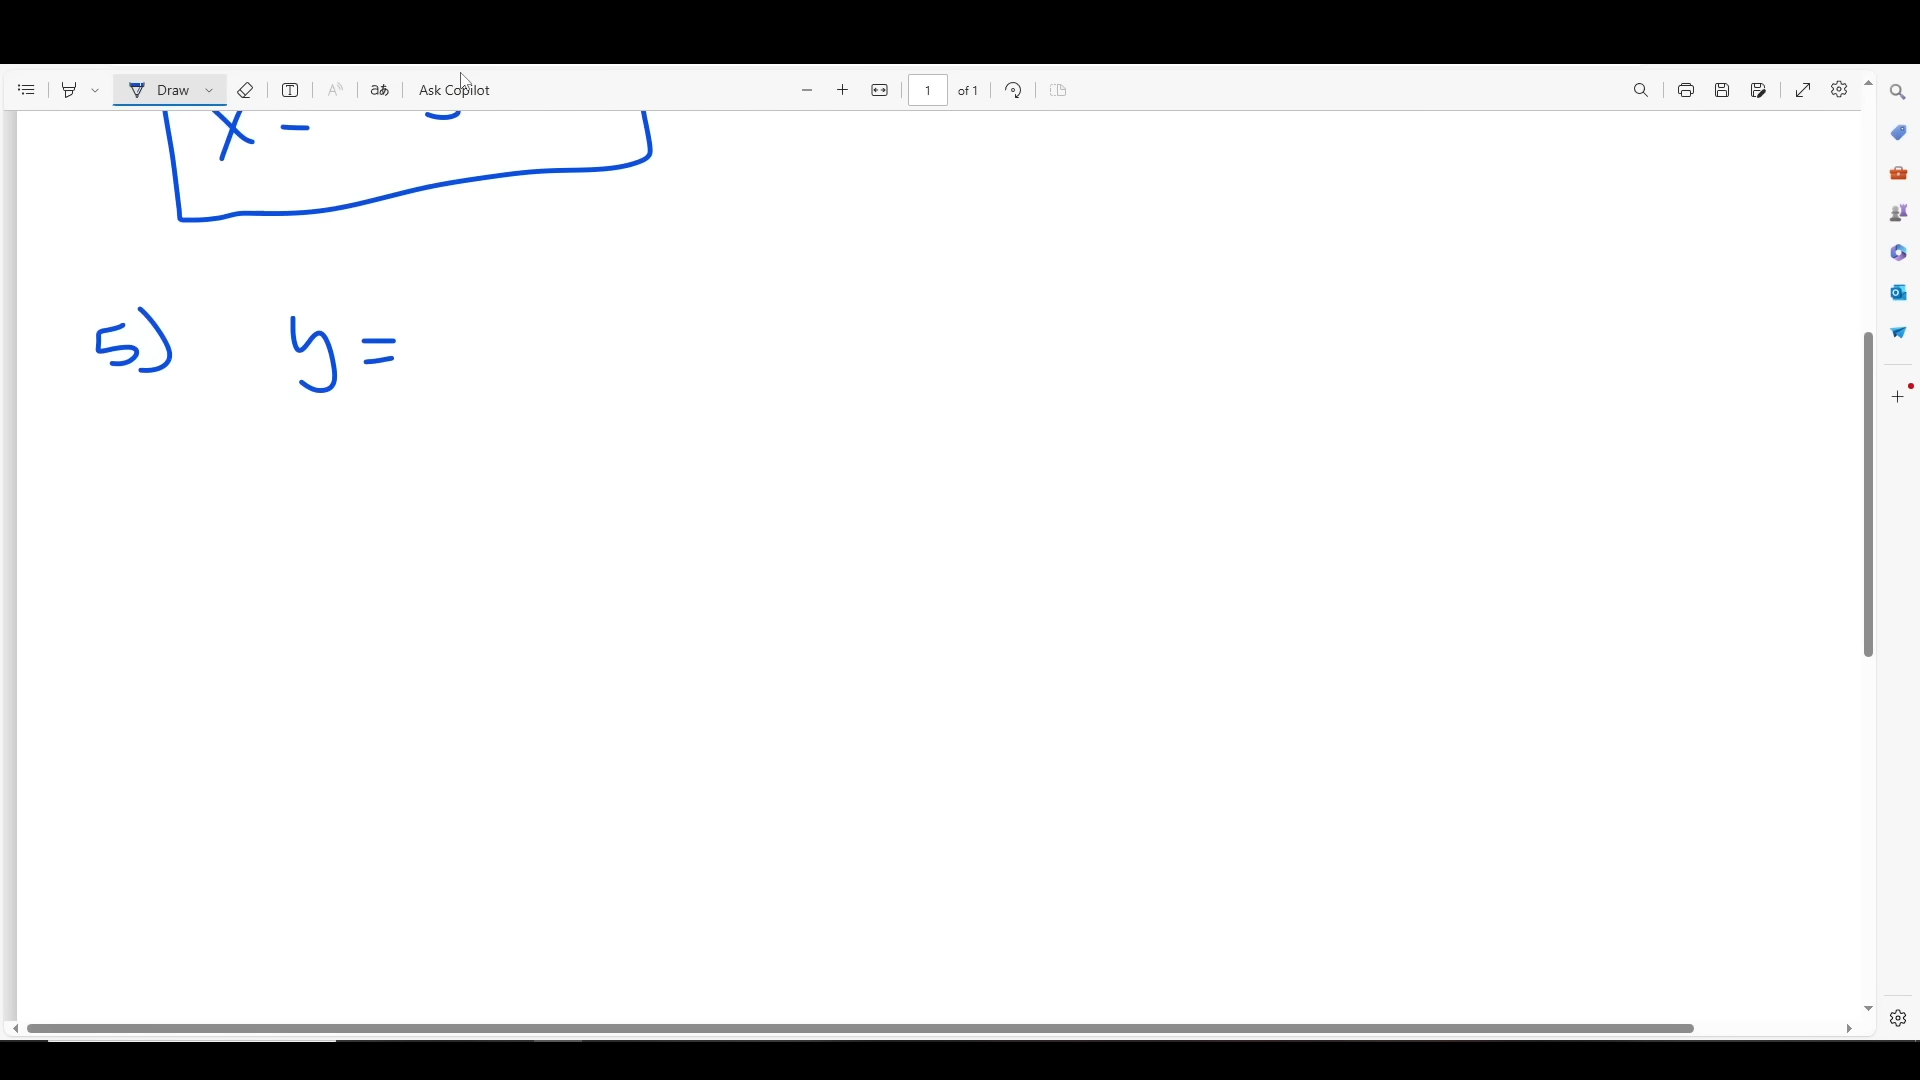 Draw Ask Copilot 1 of 1
x =
5) y =